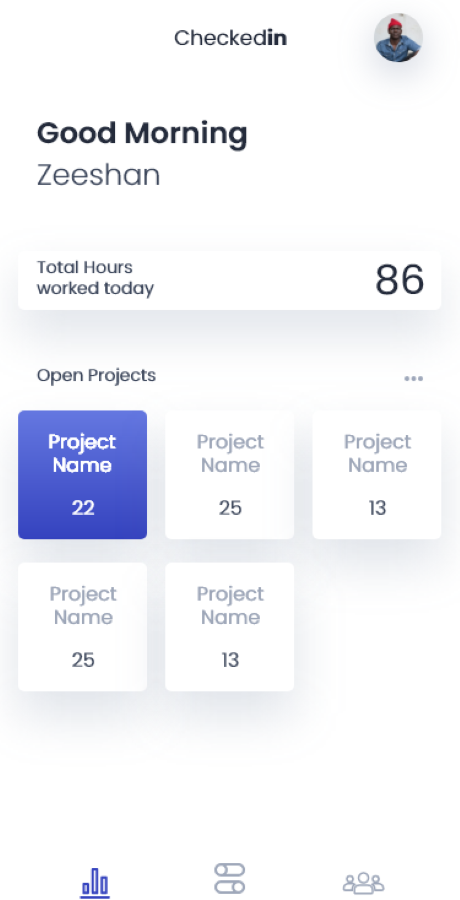 Checkedin
Good Morning
Zeeshan
Total Hours
worked today
86
Open Projects
Project
Name
22
Project
Name
25
Project
Name
13
Project
Name
25
Project
Name
13